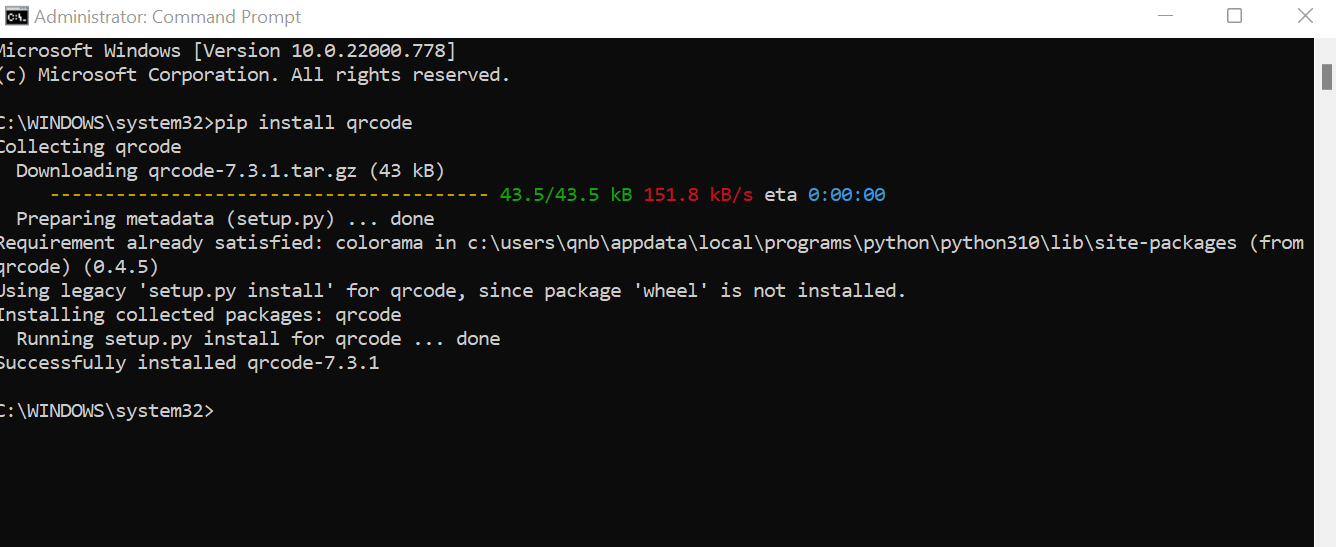 Administrator: Command Prompt
Microsoft Windows [Version 10.0.22000.778]
(c) Microsoft Corporation. All rights reserved.
C:\WINDOWS\system32>pip install qrcode
Collecting qrcode
Downloading qrcode-7.3.1.tar.gz (43 kB)
---------------------------------------- 43.5/43.5 kB 151.8 kB/s eta 0:00:00
Preparing metadata (setup.py) ... done
Requirement already satisfied: colorama in c:\users\qnb\appdata\local\programs\python\python310\lib\site-packages (from
qrcode) (0.4.5)
Using legacy 'setup.py install' for qrcode, since package 'wheel' is not installed.
Installing collected packages: qrcode
Running setup.py install for qrcode ... done
Successfully installed qrcode-7.3.1
C:\WINDOWS\system32>